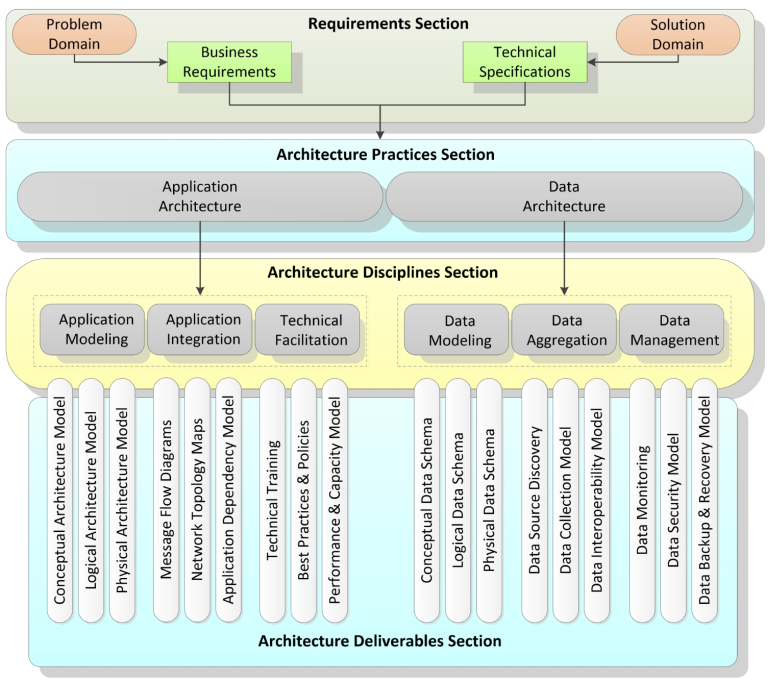 Requirements Section
Problem
Domain
Solution
Domain
Business
Requirements
Technical
Specifications
Architecture Practices Section
Application
Architecture
Data
Architecture
Architecture Disciplines Section
Application
Modeling
Application
Integration
Technical
Facilitation
Data
Modeling
Data
Aggregation
Data
Management
Conceptual Architecture Model
Logical Architecture Model
Physical Architecture Model
Message Flow Diagrams
Network Topology Maps
Application Dependency Model
Technical Training
Best Practices & Policies
Performance & Capacity Model
Conceptual Data Schema
Logical Data Schema
Physical Data Schema
Data Source Discovery
Data Collection Model
Data Interoperability Model
Data Monitoring
Data Security Model
Data Backup & Recovery Model
Architecture Deliverables Section